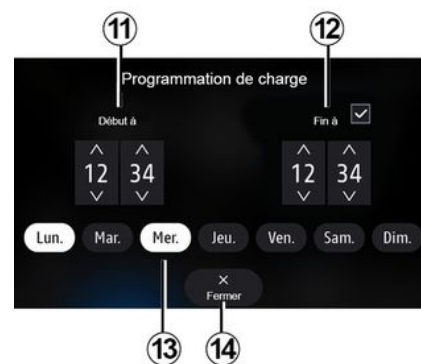 11 12
Programmation de charge
Début à Fin à
12 34 12 34
Lun. Mar. Mer. Jeu. Ven. Sam. Dim.
Fermer
13 14